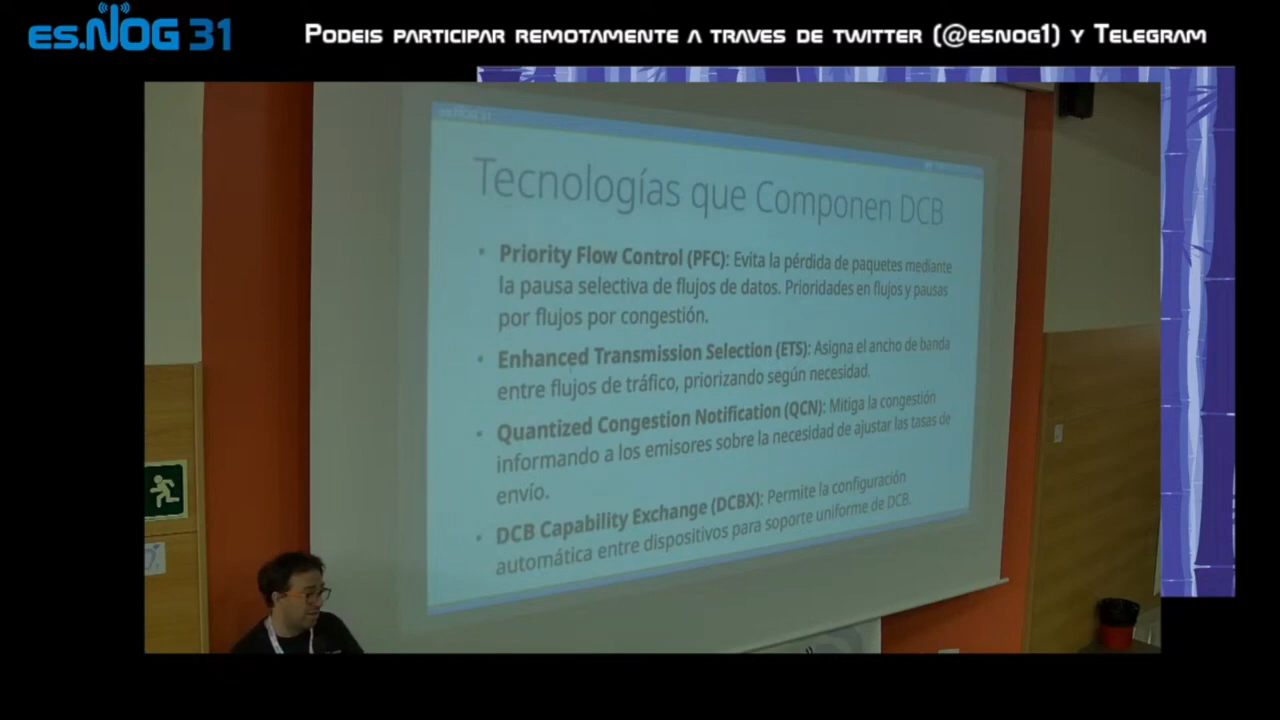 es.NOG 31
PODEIS PARTICIPAR REMOTAMENTE A TRAVES DE TWITTER (@ESNOG1) Y TELEGRAM
es.NOG 31
Tecnologías que Componen DCB
• Priority Flow Control (PFC): Evita la pérdida de paquetes mediante
la pausa selectiva de flujos de datos. Prioridades en flujos y pausas
por flujos por congestión.
• Enhanced Transmission Selection (ETS): Asigna el ancho de banda
entre flujos de tráfico, priorizando según necesidad.
• Quantized Congestion Notification (QCN): Mitiga la congestión
informando a los emisores sobre la necesidad de ajustar las tasas de
envío.
• DCB Capability Exchange (DCBX): Permite la configuración
automática entre dispositivos para soporte uniforme de DCB.